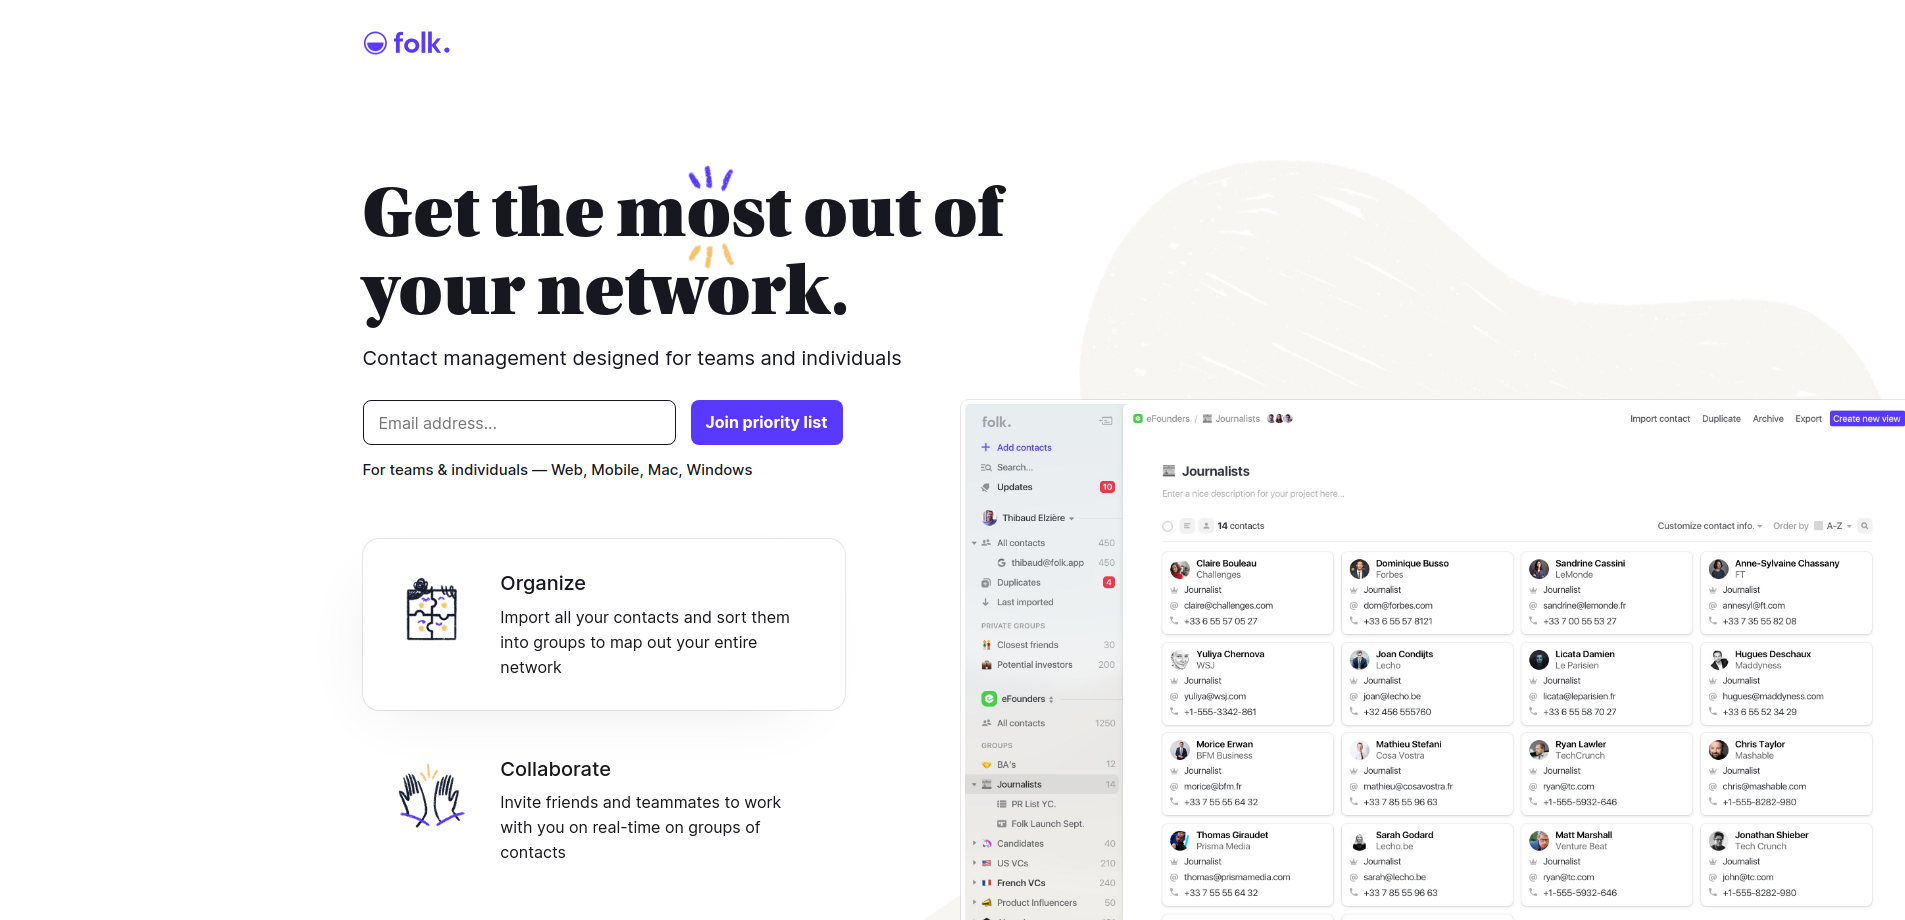 folk.
Get the most out of
your network.
Contact management designed for teams and individuals
Email address...
Join priority list
For teams & individuals — Web, Mobile, Mac, Windows
Organize
Import all your contacts and sort them
into groups to map out your entire
network
Collaborate
Invite friends and teammates to work
with you on real-time on groups of
contacts
folk.
Add contacts
Search...
Updates 10
Thibaud Elzière
All contacts 450
thibaud@folk.app 450
Duplicates 4
Last imported
PRIVATE GROUPS
Closest friends 30
Potential investors 200
eFounders
All contacts 1250
GROUPS
BA's 12
Journalists 14
PR List YC.
Folk Launch Sept.
Candidates 40
US VCs 210
French VCs 240
Product Influencers 50
eFounders / Journalists
Import contact Duplicate Archive Export Create new view
Journalists
Enter a nice description for your project here...
14 contacts
Customize contact info. Order by A-Z
Claire Bouleau
Challenges
Journalist
claire@challenges.com
+33 6 55 57 05 27
Dominique Busso
Forbes
Journalist
dom@forbes.com
+33 6 55 57 8121
Sandrine Cassini
LeMonde
Journalist
sandrine@lemonde.fr
+33 7 00 55 53 27
Anne-Sylvaine Chassany
FT
Journalist
annesyl@ft.com
+33 7 35 55 82 08
Yuliya Chernova
WSJ
Journalist
yuliya@wsj.com
+1-555-3342-861
Joan Condijts
Lecho
Journalist
joan@lecho.be
+32 456 555760
Licata Damien
Le Parisien
Journalist
licata@leparisien.fr
+33 6 55 58 70 27
Hugues Deschaux
Maddyness
Journalist
hugues@maddyness.com
+33 6 55 52 34 29
Morice Erwan
BFM Business
Journalist
morice@bfm.fr
+33 7 55 55 64 32
Mathieu Stefani
Cosa Vostra
Journalist
mathieu@cosavostra.fr
+33 7 85 55 96 63
Ryan Lawler
TechCrunch
Journalist
ryan@tc.com
+1-555-5932-646
Chris Taylor
Mashable
Journalist
chris@mashable.com
+1-555-8282-980
Thomas Giraudet
Prisma Media
Journalist
thomas@prismamedia.com
+33 7 55 55 64 32
Sarah Godard
Lecho.be
Journalist
sarah@lecho.be
+33 7 85 55 96 63
Matt Marshall
Venture Beat
Journalist
ryan@tc.com
+1-555-5932-646
Jonathan Shieber
Tech Crunch
Journalist
john@tc.com
+1-555-8282-980